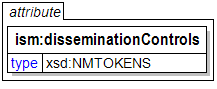 attribute
ism:disseminationControls
type xsd:NMTOKENS